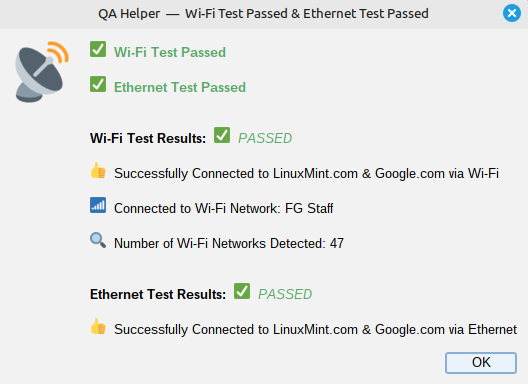 QA Helper — Wi-Fi Test Passed & Ethernet Test Passed
Wi-Fi Test Passed
Ethernet Test Passed
Wi-Fi Test Results: PASSED
Successfully Connected to LinuxMint.com & Google.com via Wi-Fi
Connected to Wi-Fi Network: FG Staff
Number of Wi-Fi Networks Detected: 47
Ethernet Test Results: PASSED
Successfully Connected to LinuxMint.com & Google.com via Ethernet
OK